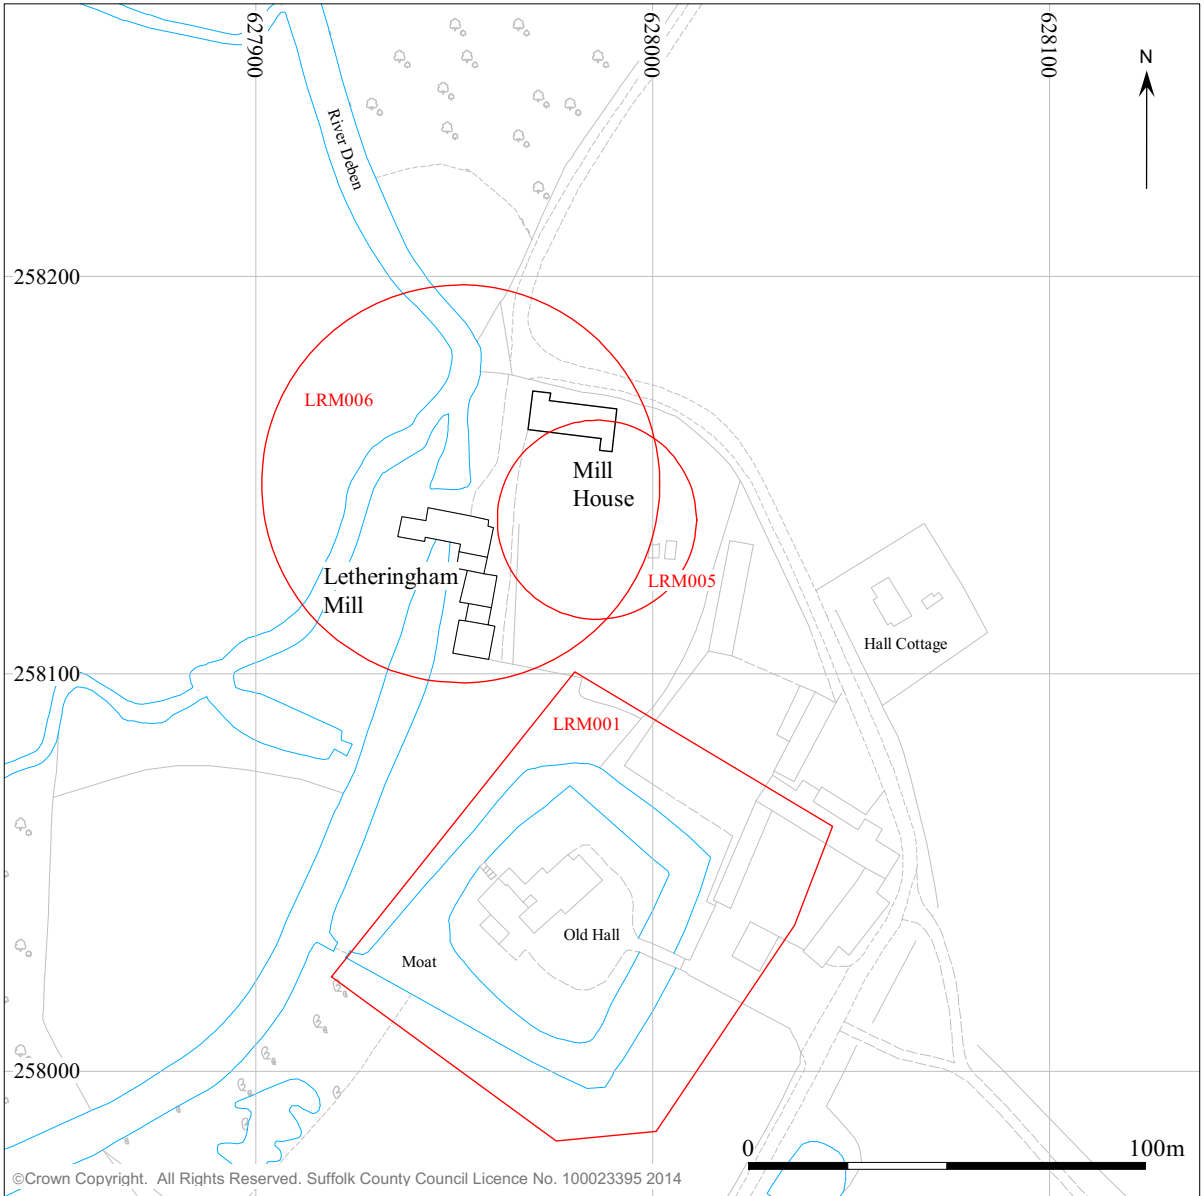 627900
628000
628100
N
River Deben
258200
LRM006
Mill
House
Letheringham
Mill
LRM005
Hall Cottage
258100
LRM001
Old Hall
Moat
258000
0
100m
©Crown Copyright. All Rights Reserved. Suffolk County Council Licence No. 100023395 2014